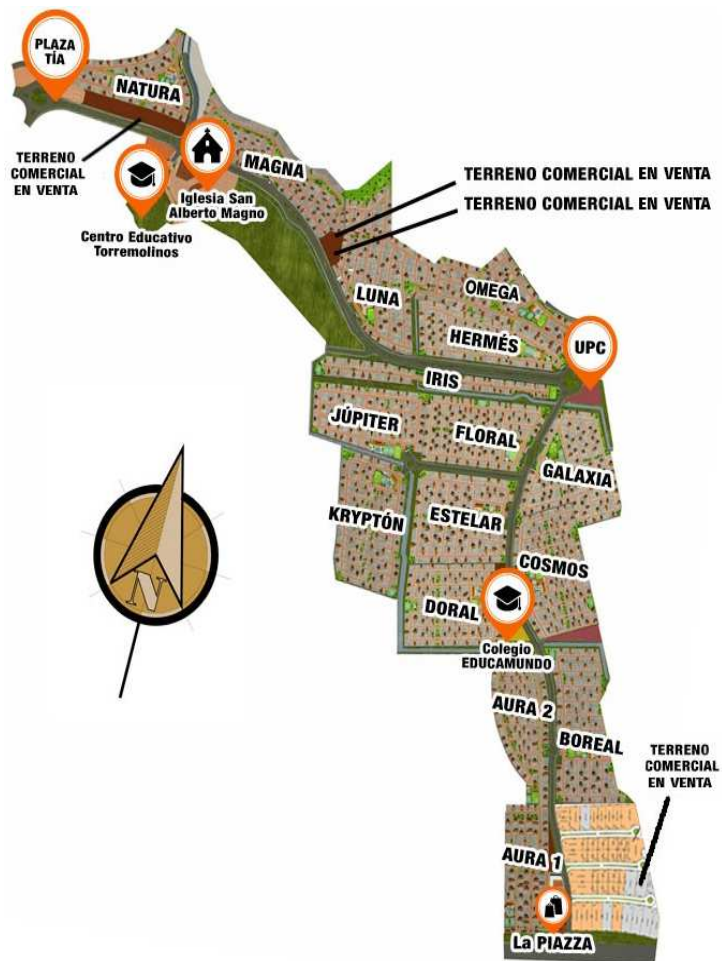 PLAZA
TÍA
NATURA
TERRENO
COMERCIAL
EN VENTA
MAGNA
Iglesia San
Alberto Magno
Centro Educativo
Torremolinos
TERRENO COMERCIAL EN VENTA
TERRENO COMERCIAL EN VENTA
LUNA
OMEGA
HERMÉS
UPC
IRIS
JÚPITER
FLORAL
GALAXIA
KRYPTÓN
ESTELAR
COSMOS
DORAL
Colegio
EDUCAMUNDO
AURA 2
BOREAL
TERRENO
COMERCIAL
EN VENTA
AURA 1
La PIAZZA
N